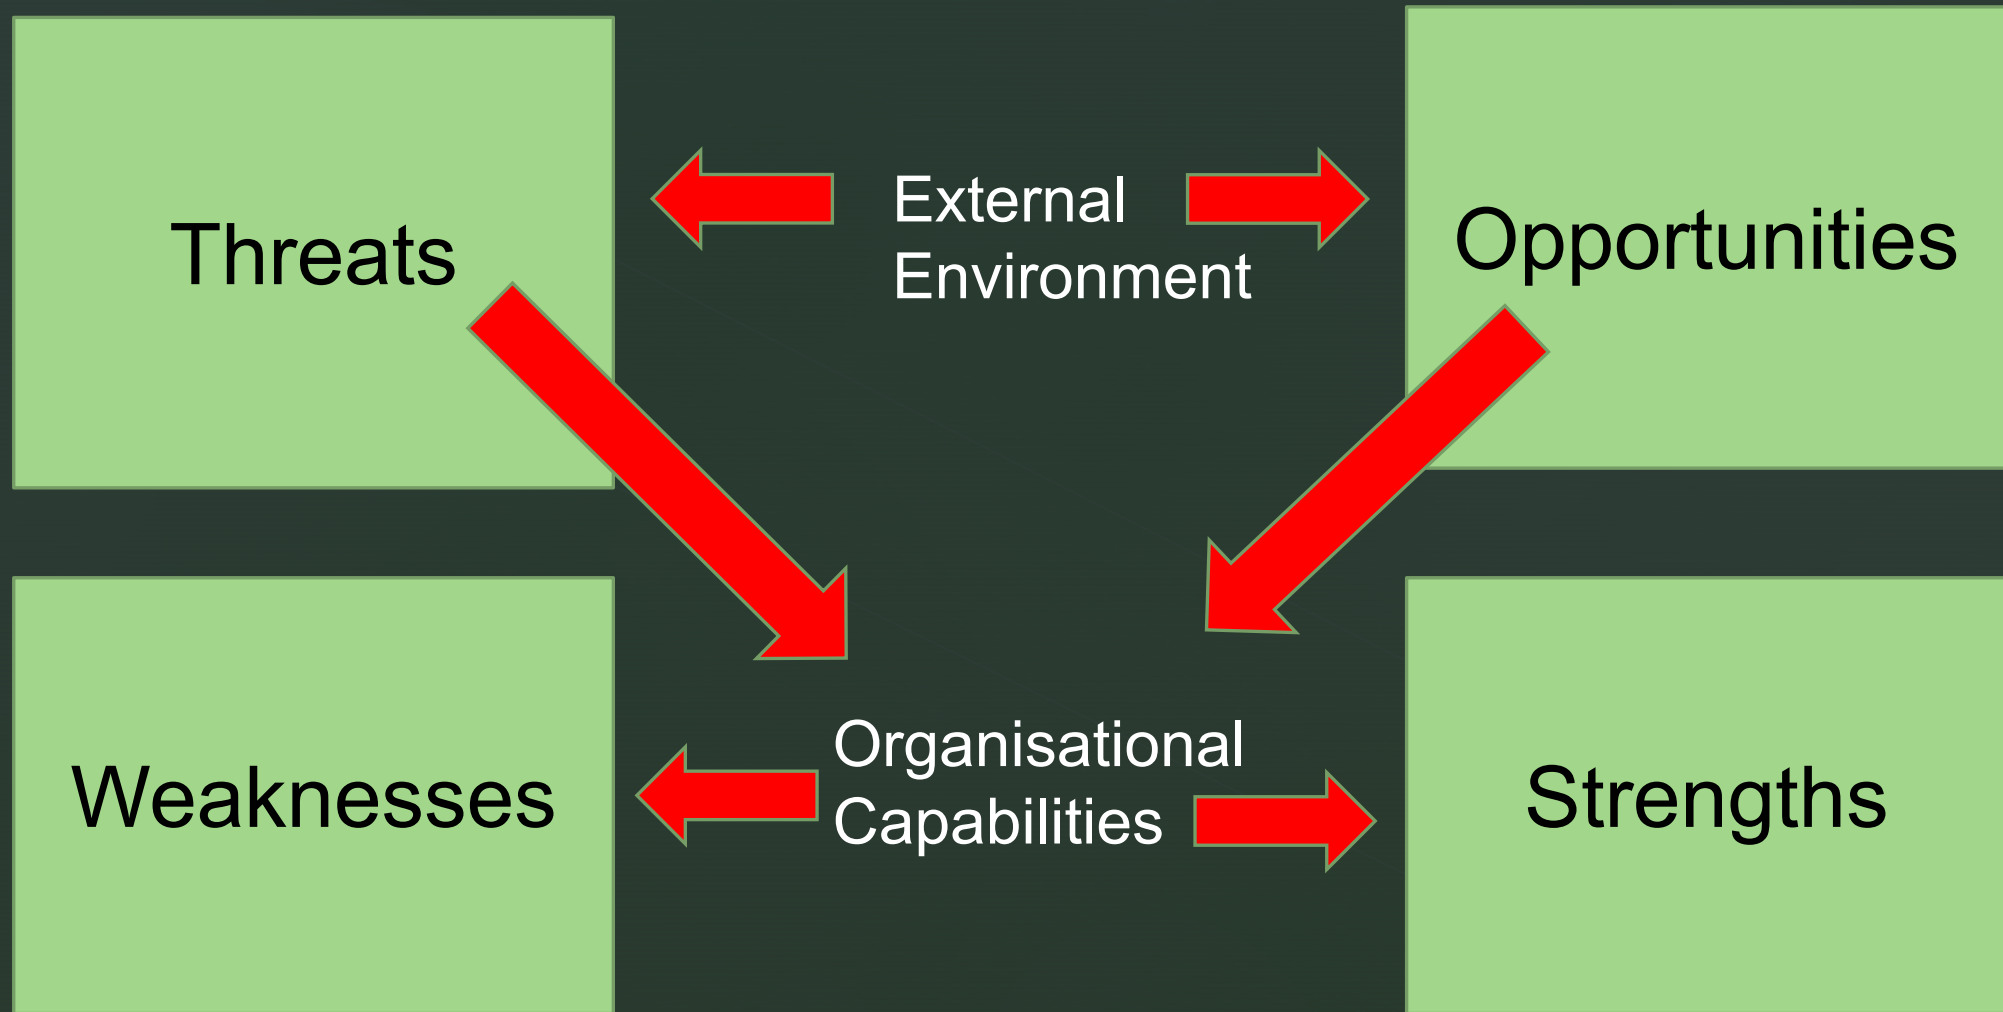 Threats
External
Environment
Opportunities
Weaknesses
Organisational
Capabilities
Strengths